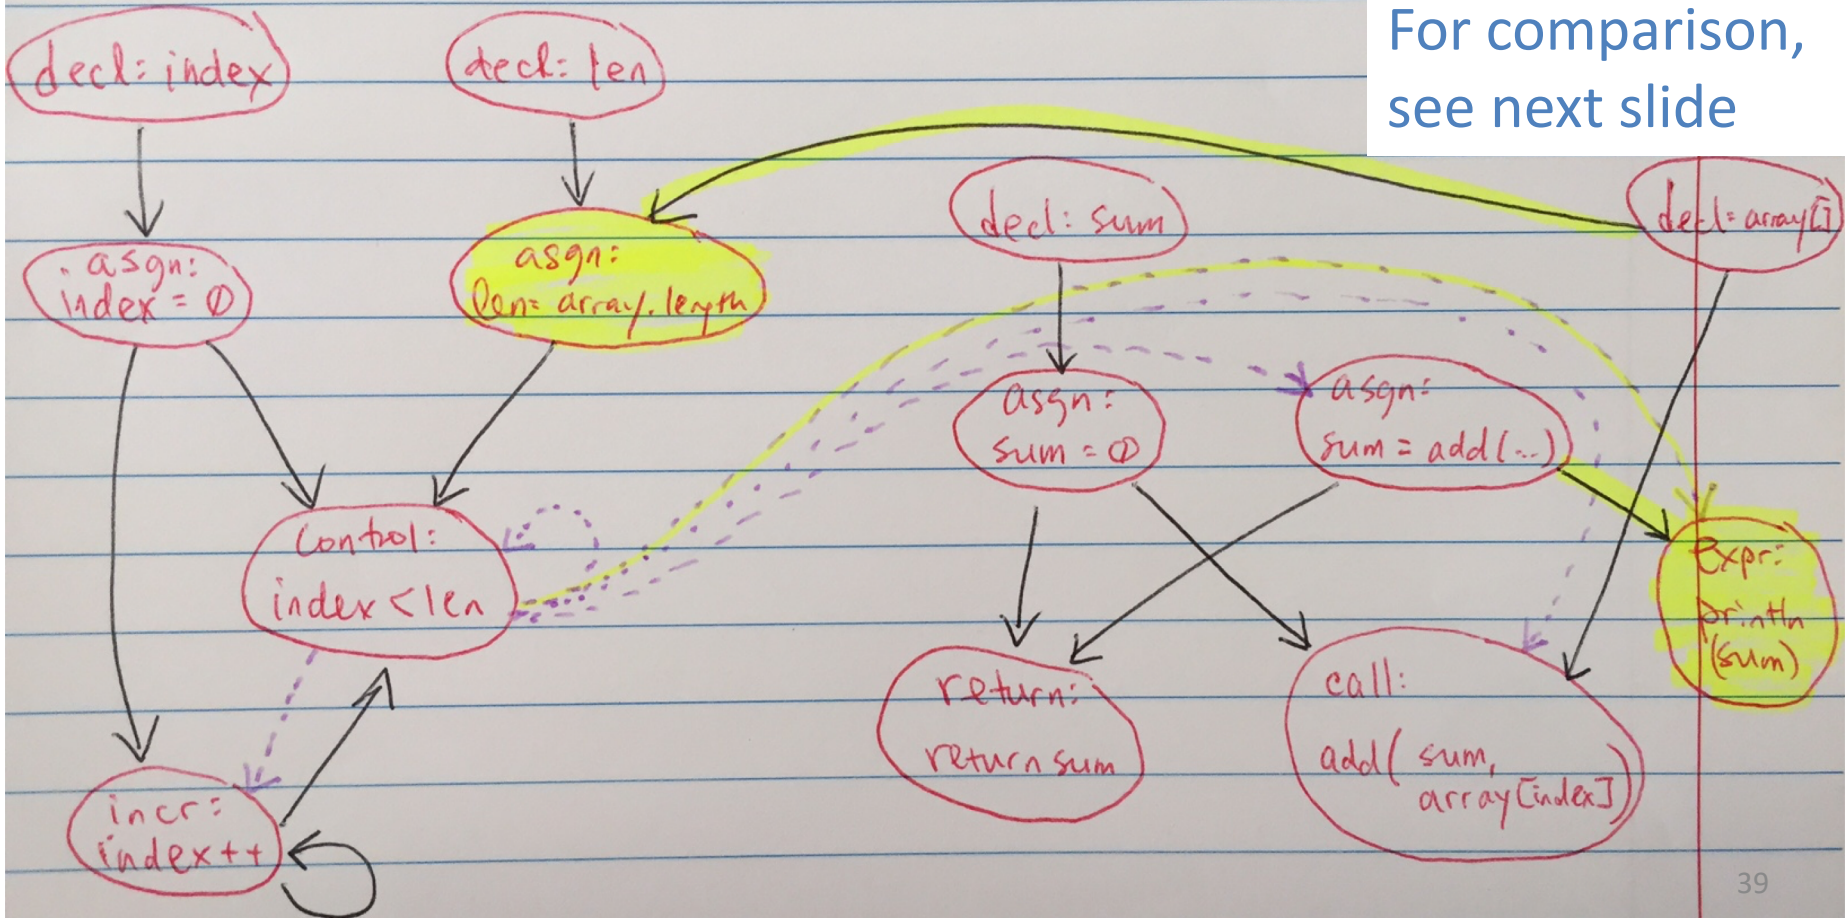 For comparison,
see next slide
decl: index
decl: len
decl: sum
decl: array[]
asgn:
index = 0
asgn:
len= array.length
asgn:
sum = 0
asgn:
sum = add(...)
control:
index < len
expr:
println
(sum)
return:
return sum
call:
add( sum,
array[index])
incr:
index++
39